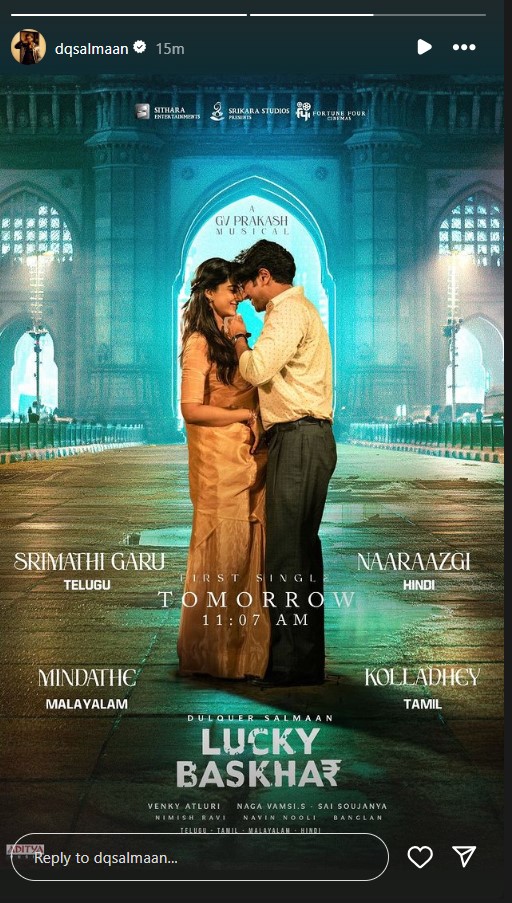 dqsalmaan 15m
SITHARA
ENTERTAINMENTS
SRIKARA STUDIOS
PRESENTS
FORTUNE FOUR
CINEMAS
A
GV PRAKASH
MUSICAL
SRIMATHI GARU
TELUGU
NAARAAZGI
HINDI
FIRST SINGLE
TOMORROW
11:07 AM
MINDATHE
MALAYALAM
KOLLADHEY
TAMIL
DULQUER SALMAAN
LUCKY
BASKHAR
VENKY ATLURI NAGA VAMSI.S - SAI SOUJANYA
NIMISH RAVI NAVIN NOOLI BANGLAN
TELUGU - TAMIL - MALAYALAM - HINDI
ADITYA
Reply to dqsalmaan...